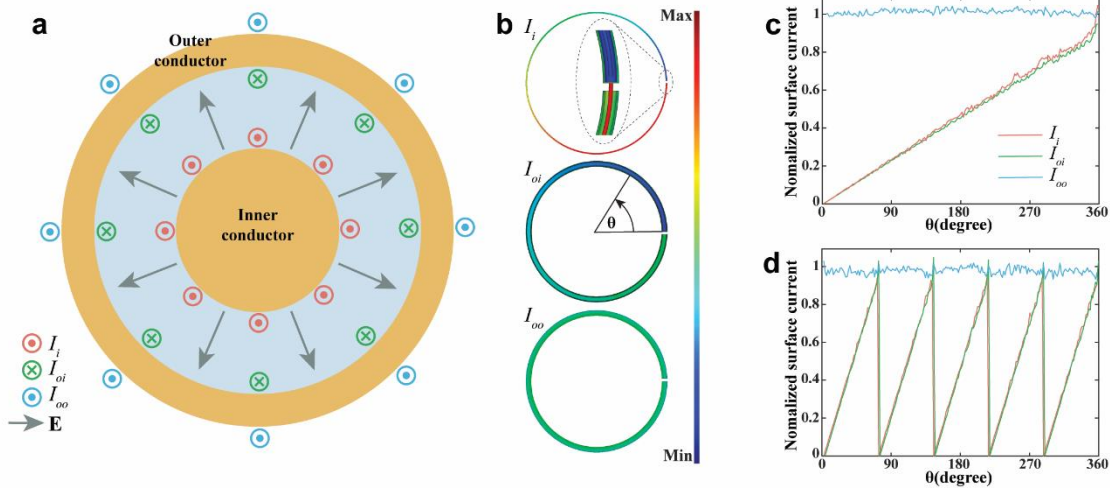 a
Outer
conductor
Inner
conductor
I_i
I_oi
I_oo
E
b
I_i
Max
I_oi
θ
I_oo
Min
c
Nomalized surface current
1
0.8
0.6
0.4
0.2
0
I_i
I_oi
I_oo
0 90 180 270 360
θ(degree)
d
Nomalized surface current
1
0.8
0.6
0.4
0.2
0
0 90 180 270 360
θ(degree)